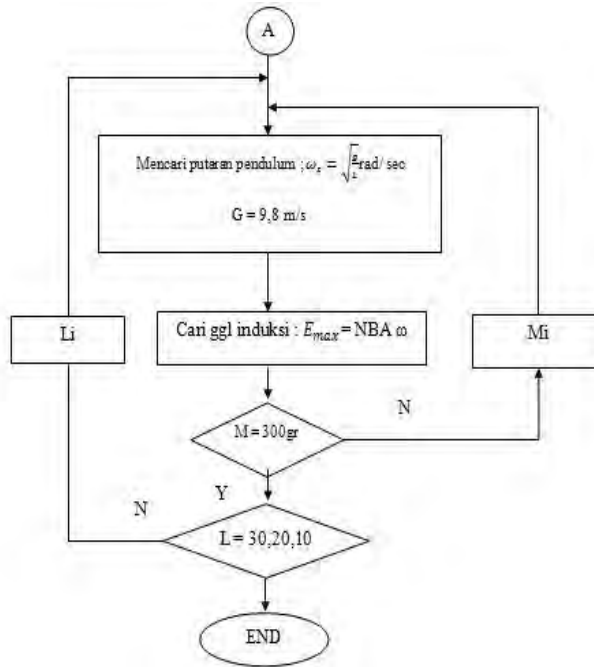 A
Mencari putaran pendulum ; ωₑ = √g/L rad/ sec
G = 9,8 m/s
Li
Cari ggl induksi : Eₘₐₓ = NBA ω
Mi
M = 300gr
N
Y
N
L = 30,20,10
END